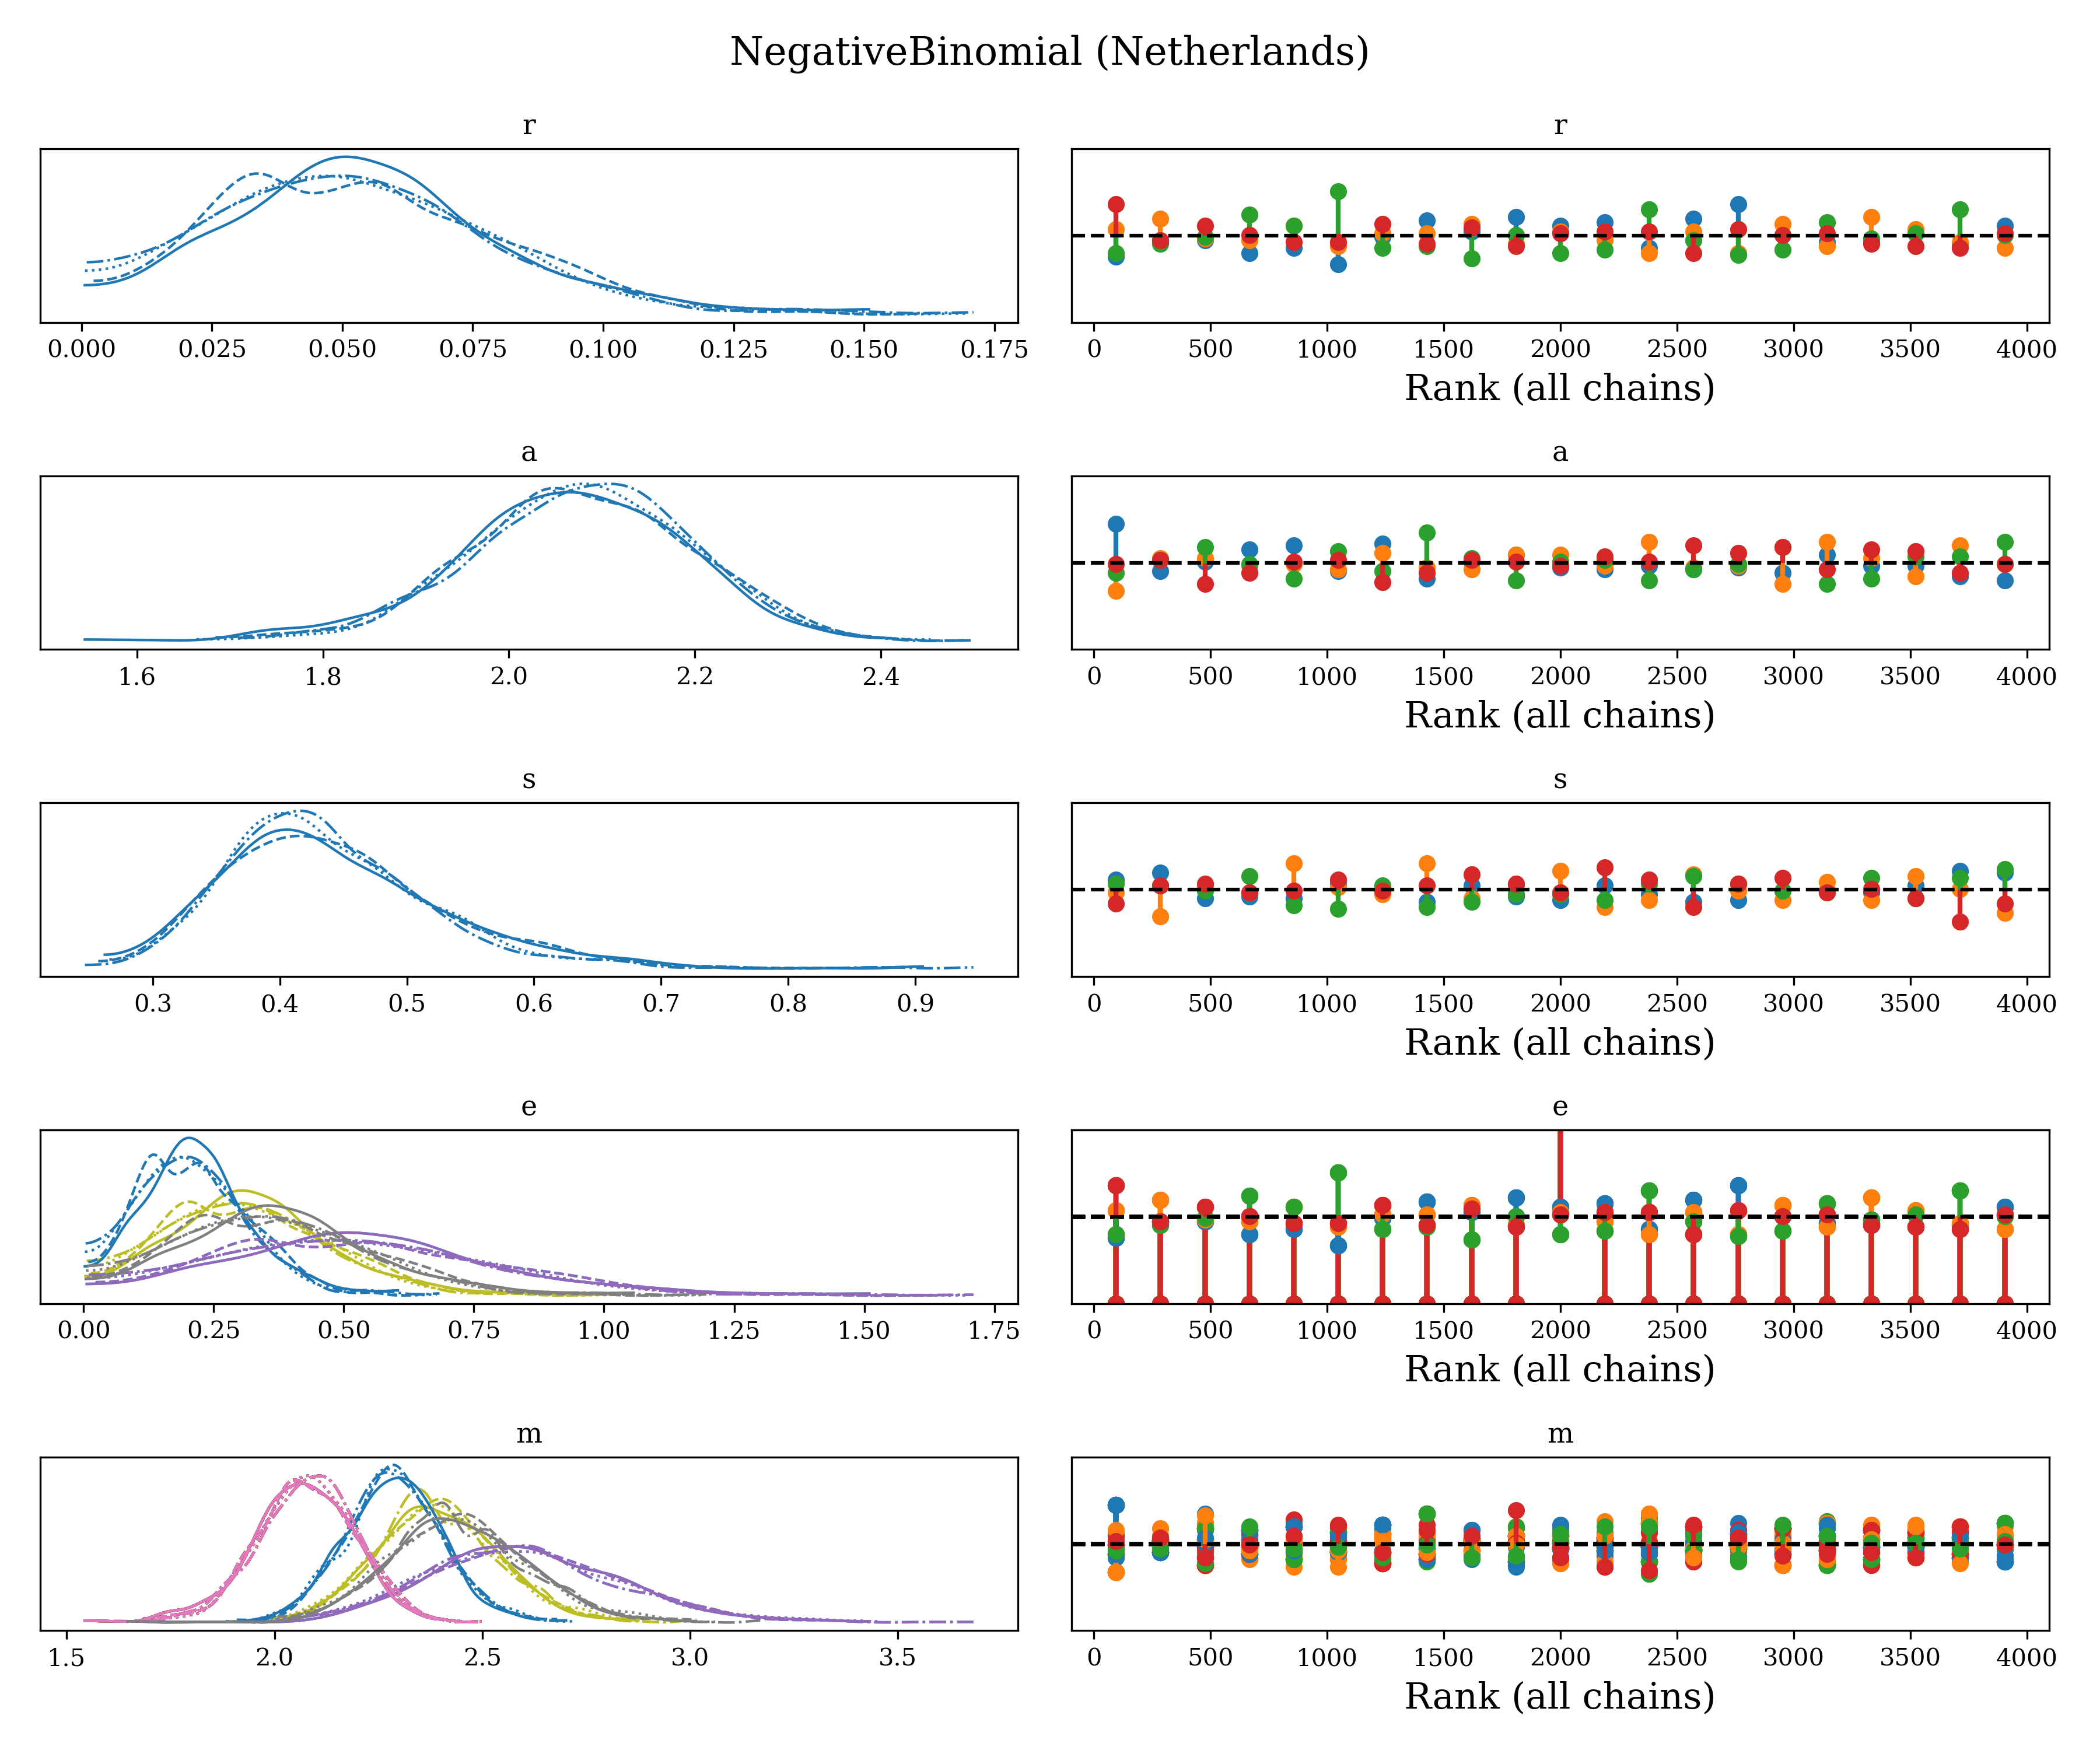 NegativeBinomial (Netherlands)
r
r
0.000 0.025 0.050 0.075 0.100 0.125 0.150 0.175
0 500 1000 1500 2000 2500 3000 3500 4000
Rank (all chains)
a
a
1.6 1.8 2.0 2.2 2.4
0 500 1000 1500 2000 2500 3000 3500 4000
Rank (all chains)
s
s
0.3 0.4 0.5 0.6 0.7 0.8 0.9
0 500 1000 1500 2000 2500 3000 3500 4000
Rank (all chains)
e
e
0.00 0.25 0.50 0.75 1.00 1.25 1.50 1.75
0 500 1000 1500 2000 2500 3000 3500 4000
Rank (all chains)
m
m
1.5 2.0 2.5 3.0 3.5
0 500 1000 1500 2000 2500 3000 3500 4000
Rank (all chains)